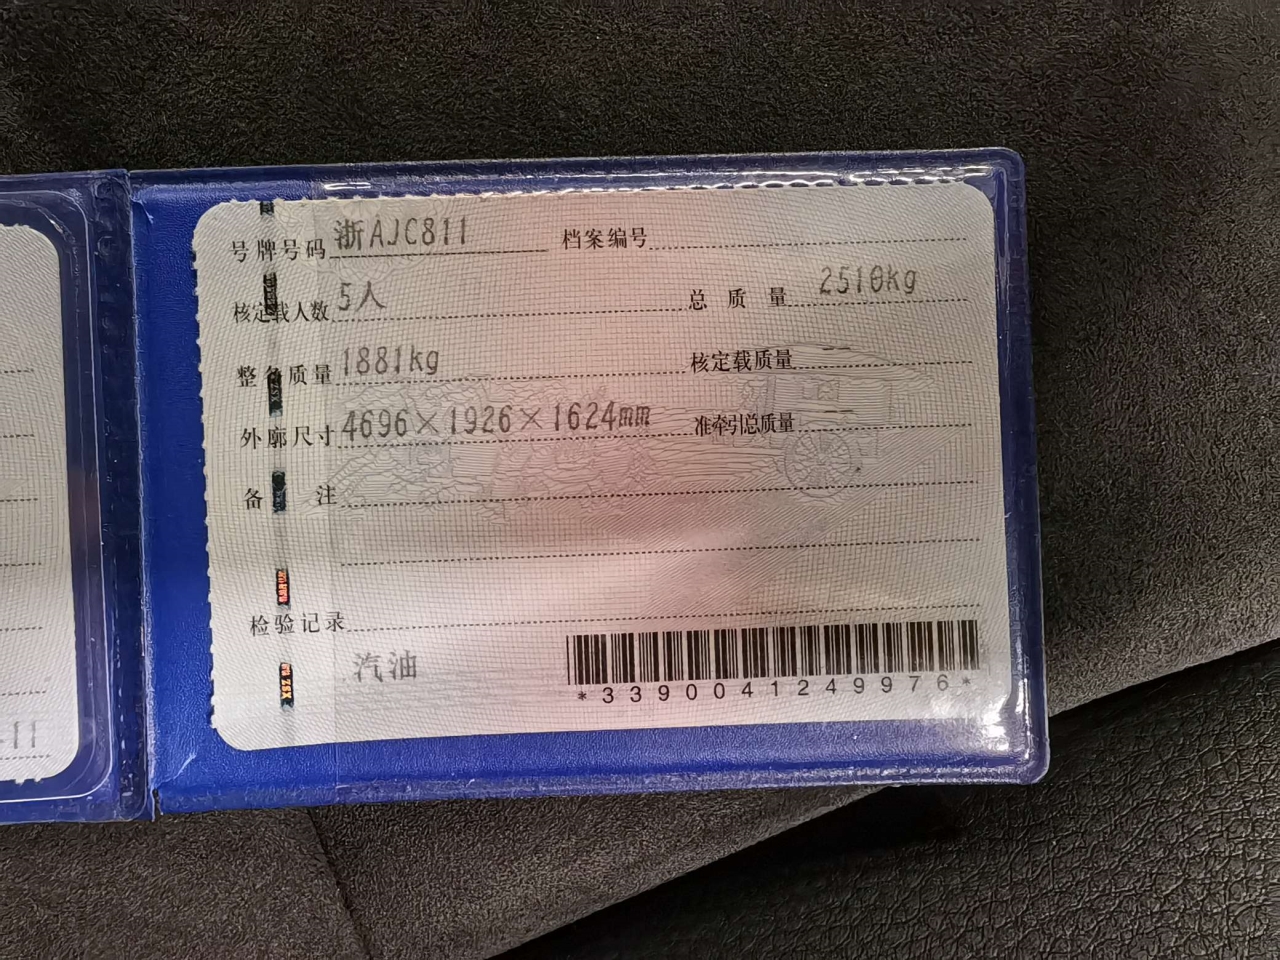 号牌号码 浙AJC811 档案编号
核定载人数 5人 总质量 2510kg
整备质量 1881kg 核定载质量 --
外廓尺寸 4696×1926×1624mm 准牵引总质量 --
备注
检验记录
汽油
*3390041249976*
-11